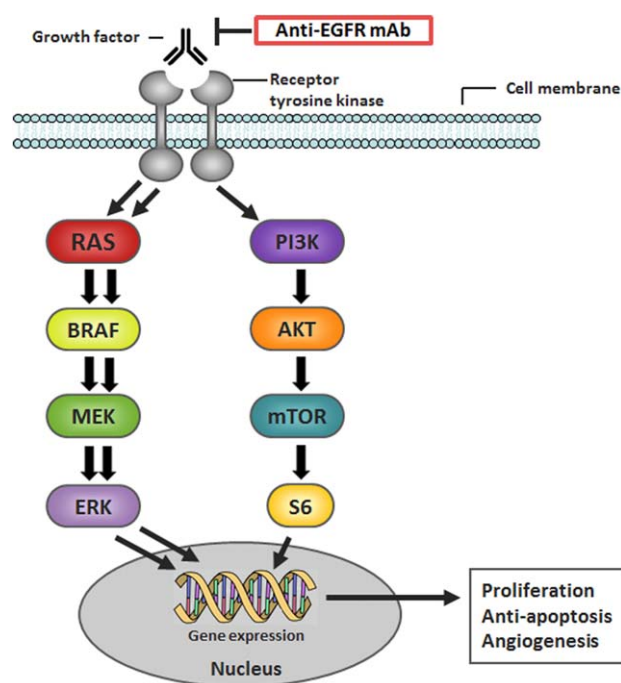 Anti-EGFR mAb
Growth factor
Receptor
tyrosine kinase
Cell membrane
RAS
PI3K
BRAF
AKT
MEK
mTOR
ERK
S6
Gene expression
Nucleus
Proliferation
Anti-apoptosis
Angiogenesis